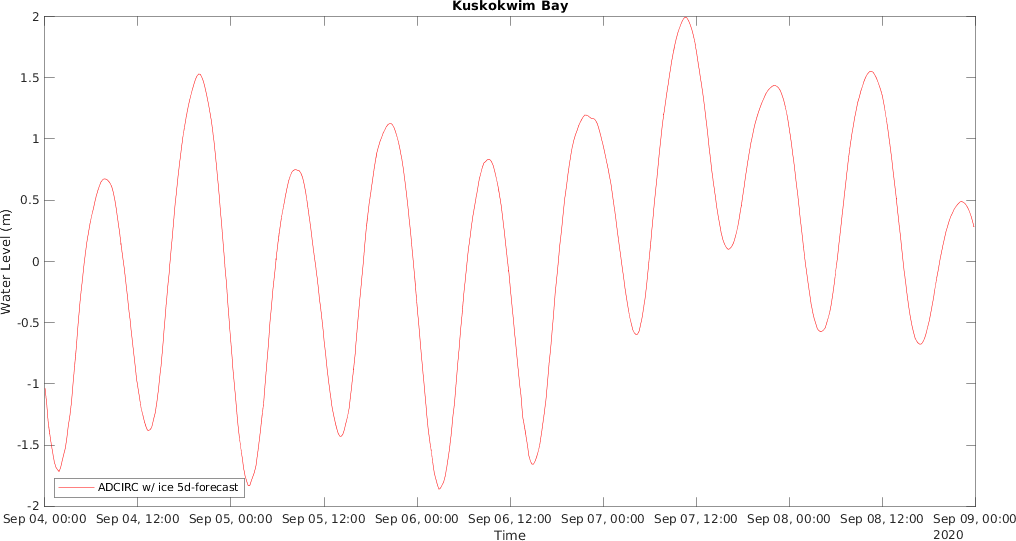 Kuskokwim Bay
2
1.5
1
0.5
0
-0.5
-1
-1.5
-2
Water Level (m)
ADCIRC w/ ice 5d-forecast
Sep 04, 00:00 Sep 04, 12:00 Sep 05, 00:00 Sep 05, 12:00 Sep 06, 00:00 Sep 06, 12:00 Sep 07, 00:00 Sep 07, 12:00 Sep 08, 00:00 Sep 08, 12:00 Sep 09, 00:00
Time
2020